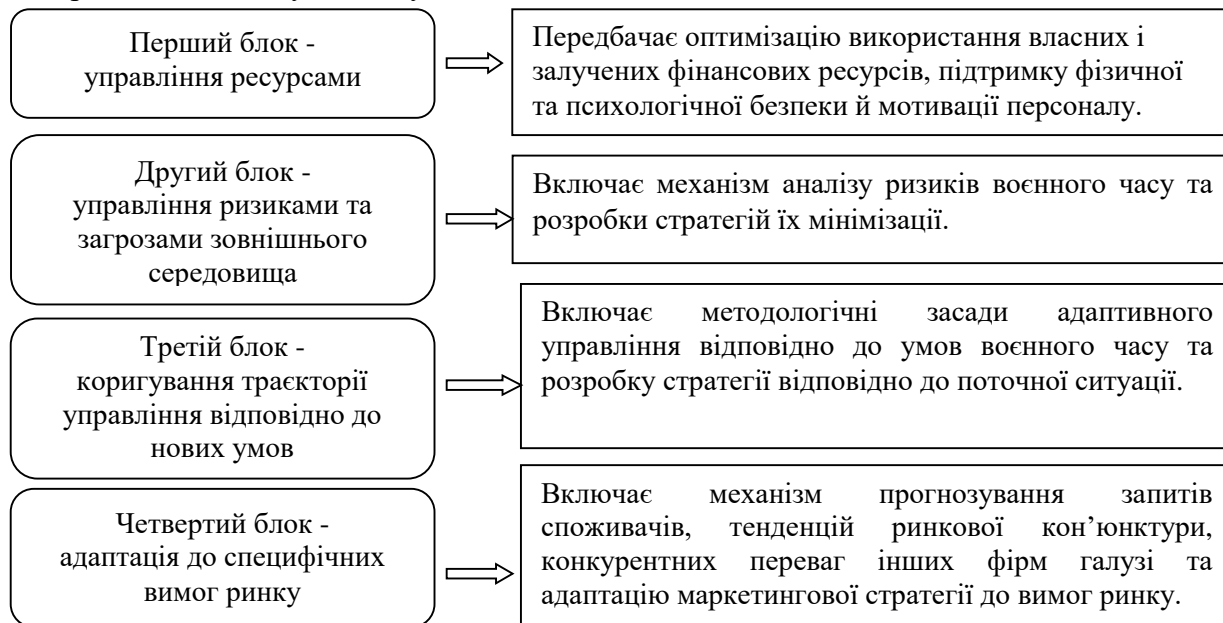 Перший блок -
управління ресурсами
Передбачає оптимізацію використання власних і
залучених фінансових ресурсів, підтримку фізичної
та психологічної безпеки й мотивації персоналу.
Другий блок -
управління ризиками та
загрозами зовнішнього
середовища
Включає механізм аналізу ризиків воєнного часу та
розробки стратегій їх мінімізації.
Третій блок -
коригування траєкторії
управління відповідно до
нових умов
Включає методологічні засади адаптивного
управління відповідно до умов воєнного часу та
розробку стратегії відповідно до поточної ситуації.
Четвертий блок -
адаптація до специфічних
вимог ринку
Включає механізм прогнозування запитів
споживачів, тенденцій ринкової кон’юнктури,
конкурентних переваг інших фірм галузі та
адаптацію маркетингової стратегії до вимог ринку.